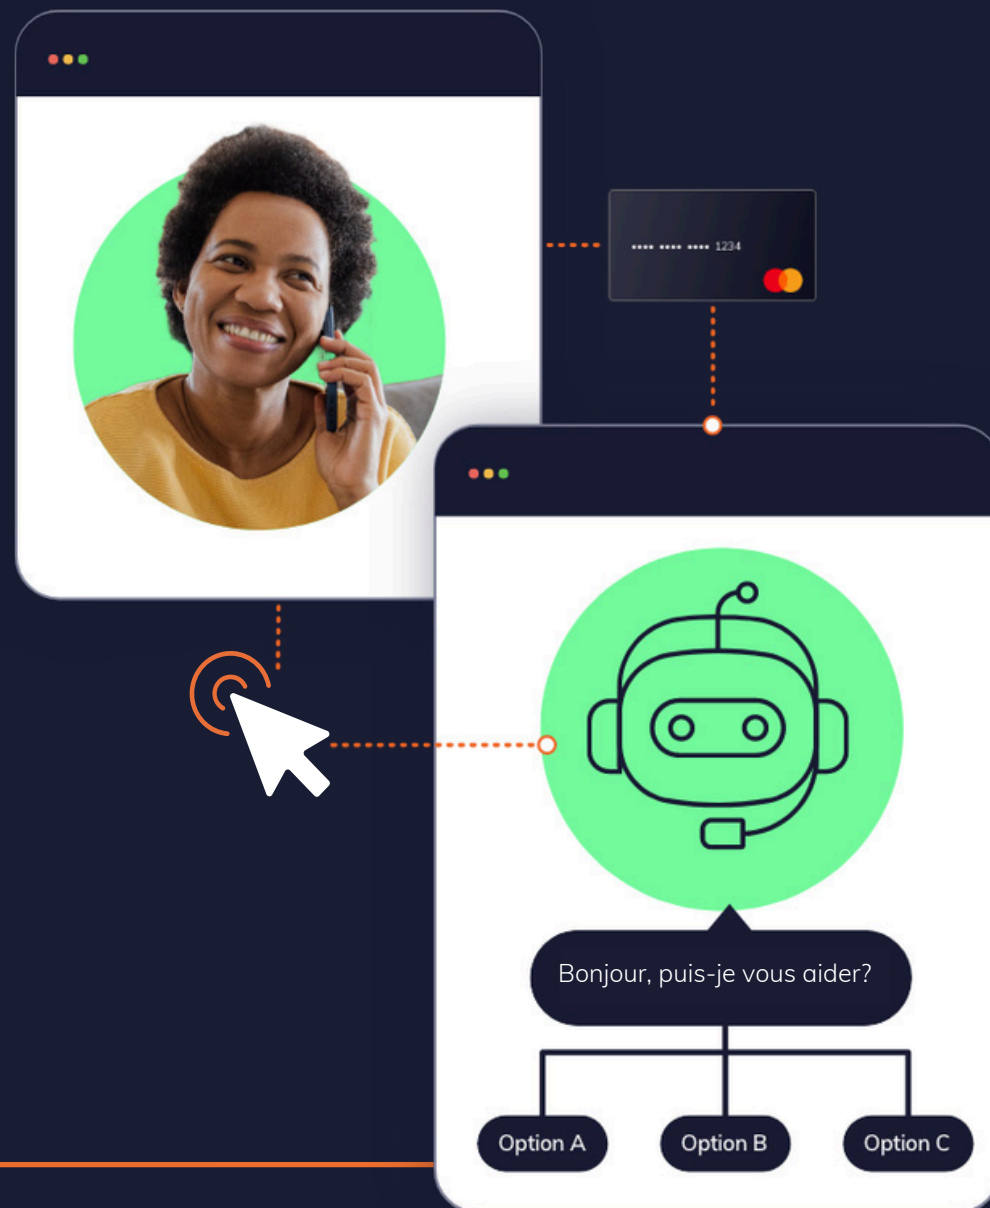 •••• •••• •••• 1234
Bonjour, puis-je vous aider?
Option A
Option B
Option C